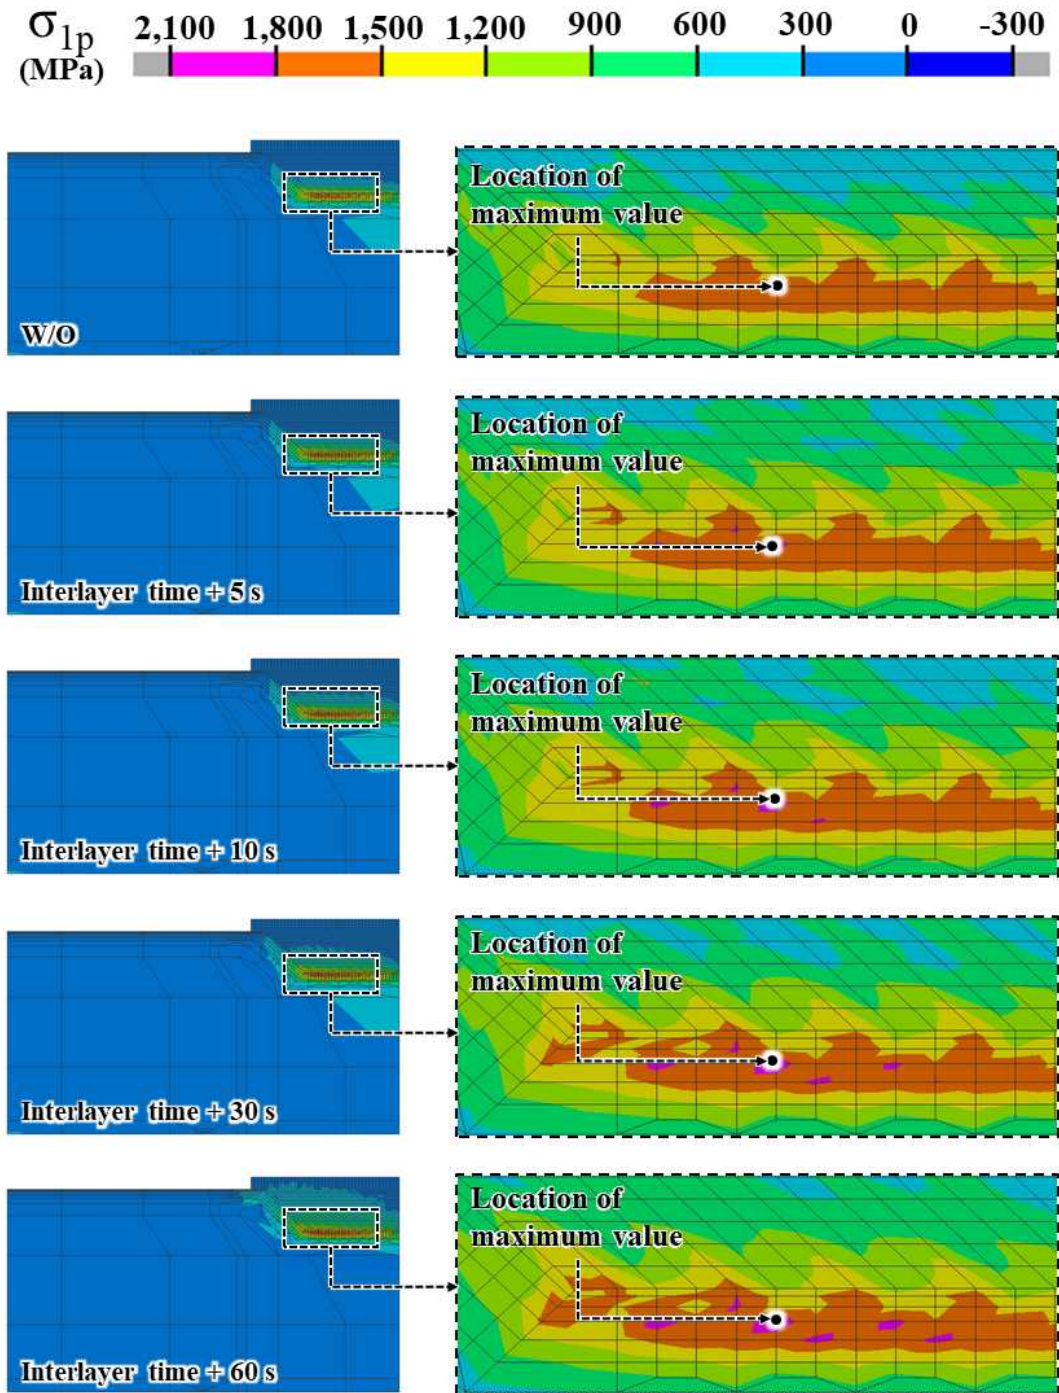 σ1p 2,100 1,800 1,500 1,200 900 600 300 0 -300
(MPa)
Location of
maximum value
W/O
Location of
maximum value
Interlayer time + 5 s
Location of
maximum value
Interlayer time + 10 s
Location of
maximum value
Interlayer time + 30 s
Location of
maximum value
Interlayer time + 60 s